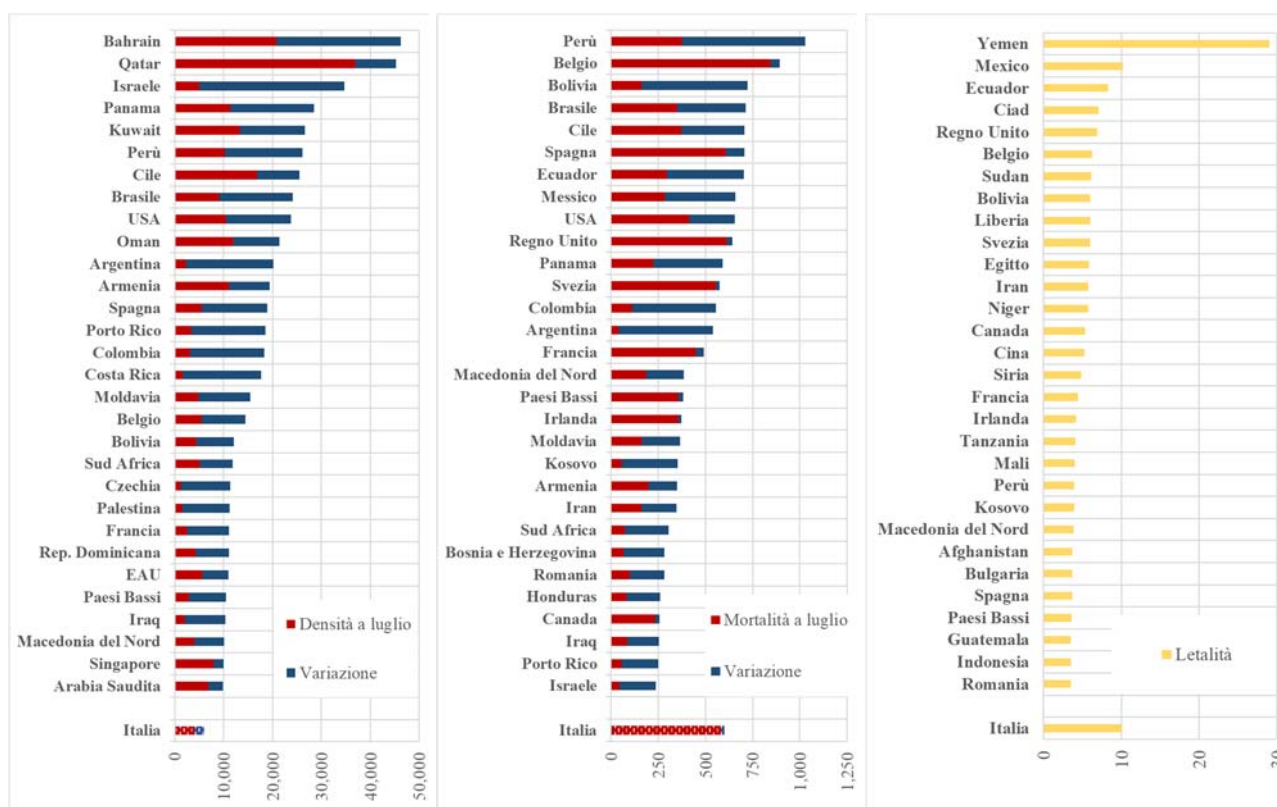 Bahrain
Qatar
Israele
Panama
Kuwait
Perù
Cile
Brasile
USA
Oman
Argentina
Armenia
Spagna
Porto Rico
Colombia
Costa Rica
Moldavia
Belgio
Bolivia
Sud Africa
Czechia
Palestina
Francia
Rep. Dominicana
EAU
Paesi Bassi
Iraq
Macedonia del Nord
Singapore
Arabia Saudita
Italia
Densità a luglio
Variazione
0
10,000
20,000
30,000
40,000
50,000
Perù
Belgio
Bolivia
Brasile
Cile
Spagna
Ecuador
Messico
USA
Regno Unito
Panama
Svezia
Colombia
Argentina
Francia
Macedonia del Nord
Paesi Bassi
Irlanda
Moldavia
Kosovo
Armenia
Iran
Sud Africa
Bosnia e Herzegovina
Romania
Honduras
Canada
Iraq
Porto Rico
Israele
Italia
Mortalità a luglio
Variazione
0
250
500
750
1,000
1,250
Yemen
Mexico
Ecuador
Ciad
Regno Unito
Belgio
Sudan
Bolivia
Liberia
Svezia
Egitto
Iran
Niger
Canada
Cina
Siria
Francia
Irlanda
Tanzania
Mali
Perù
Kosovo
Macedonia del Nord
Afghanistan
Bulgaria
Spagna
Paesi Bassi
Guatemala
Indonesia
Romania
Italia
Letalità
0
10
20